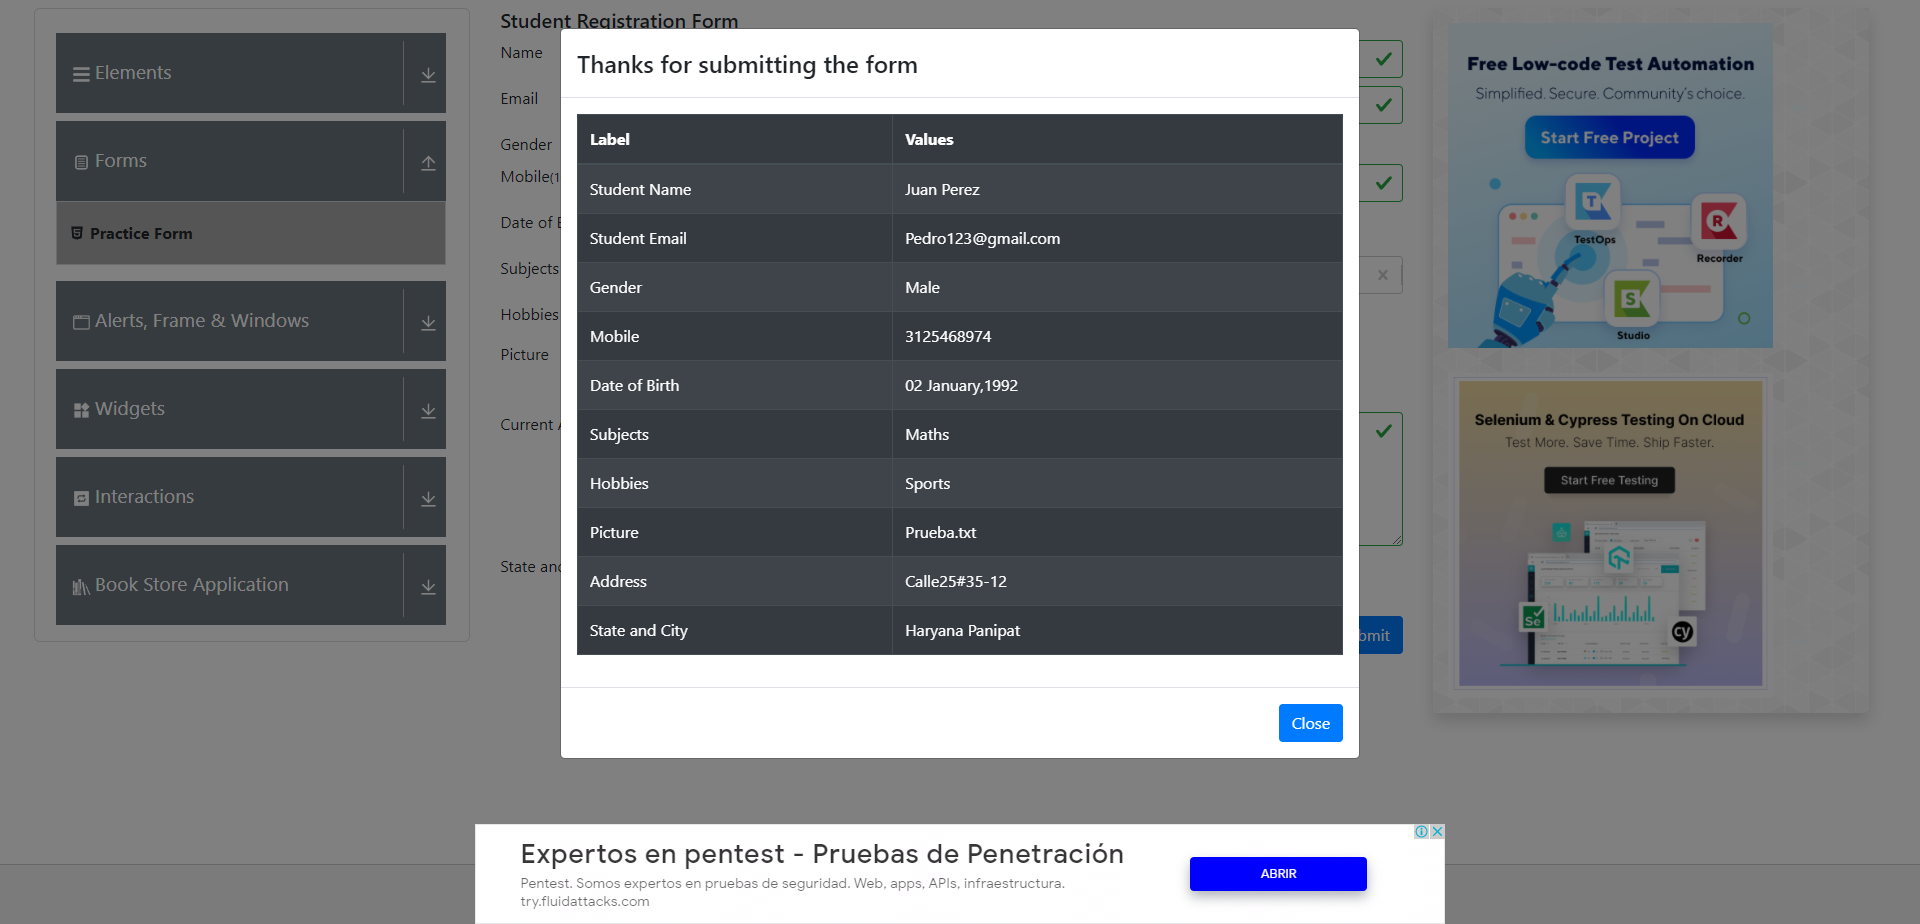 Elements
Forms
Practice Form
Alerts, Frame & Windows
Widgets
Interactions
Book Store Application
Student Registration Form
Name
Email
Gender
Mobile(1
Date of B
Subjects
Hobbies
Picture
Current A
State and
bmit
Thanks for submitting the form
Label Values
Student Name Juan Perez
Student Email Pedro123@gmail.com
Gender Male
Mobile 3125468974
Date of Birth 02 January,1992
Subjects Maths
Hobbies Sports
Picture Prueba.txt
Address Calle25#35-12
State and City Haryana Panipat
Close
Free Low-code Test Automation
Simplified. Secure. Community's choice.
Start Free Project
TestOps
Recorder
Studio
Selenium & Cypress Testing On Cloud
Test More. Save Time. Ship Faster.
Start Free Testing
Se
cy
Expertos en pentest - Pruebas de Penetración
Pentest. Somos expertos en pruebas de seguridad. Web, apps, APIs, infraestructura.
try.fluidattacks.com
ABRIR